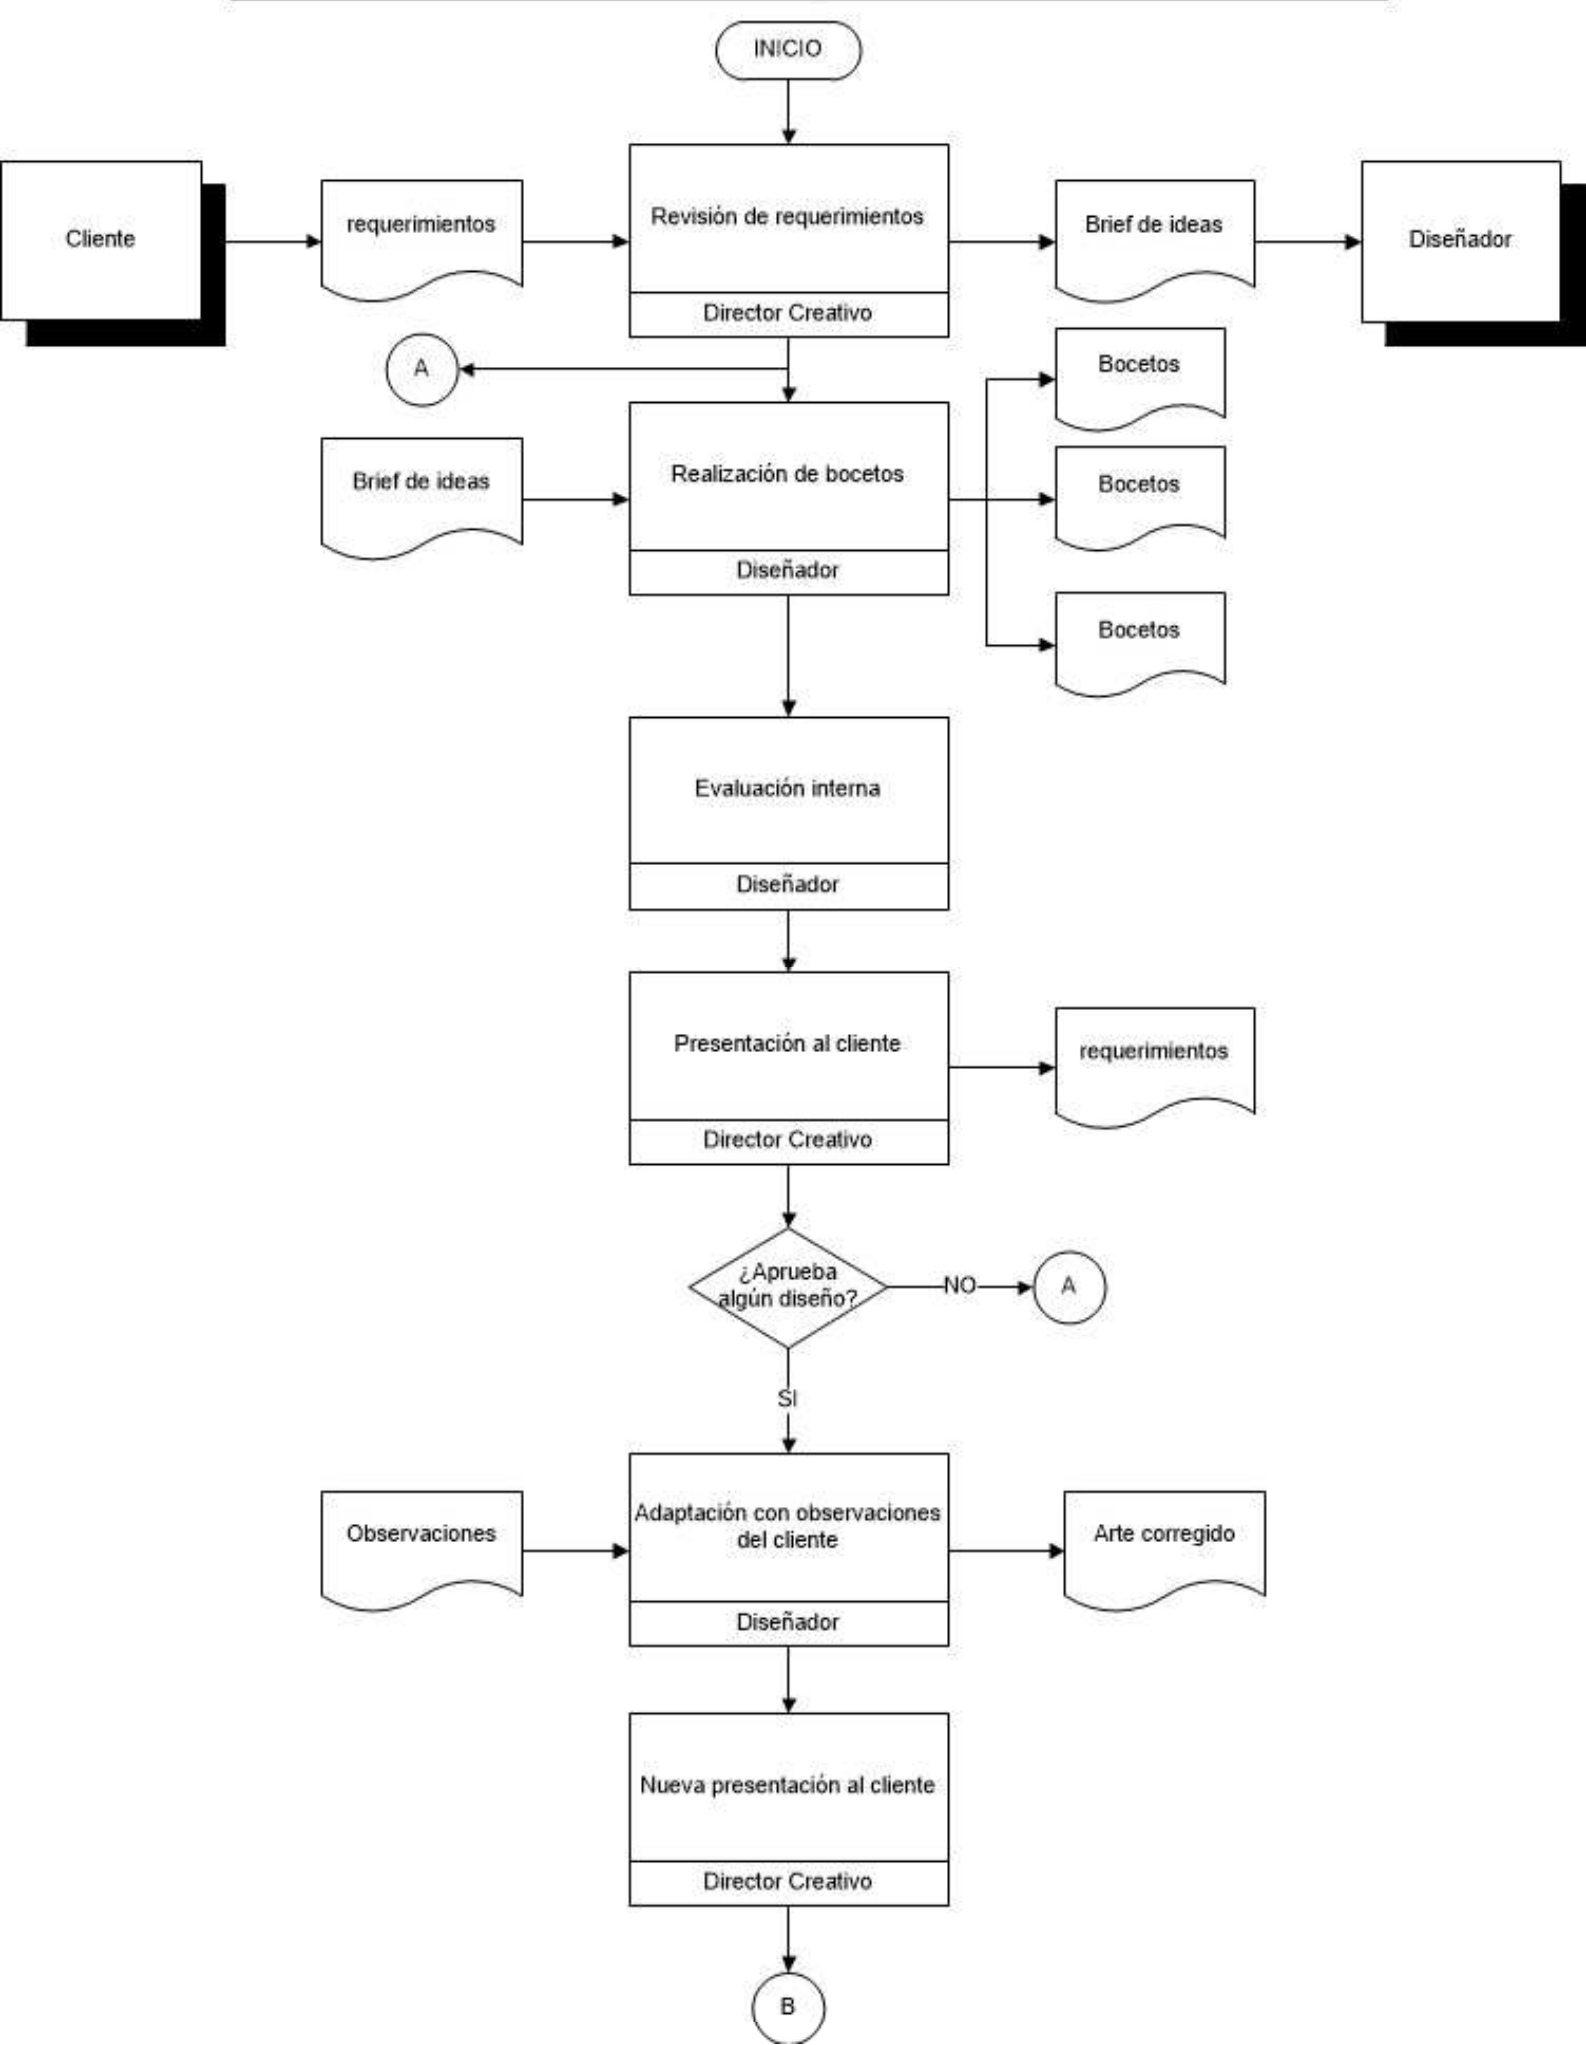 INICIO
Cliente
requerimientos
Revisión de requerimientos
Director Creativo
Brief de ideas
Diseñador
A
Brief de ideas
Realización de bocetos
Diseñador
Bocetos
Bocetos
Bocetos
Evaluación interna
Diseñador
Presentación al cliente
Director Creativo
requerimientos
¿Aprueba
algún diseño?
NO
A
SI
Observaciones
Adaptación con observaciones
del cliente
Diseñador
Arte corregido
Nueva presentación al cliente
Director Creativo
B